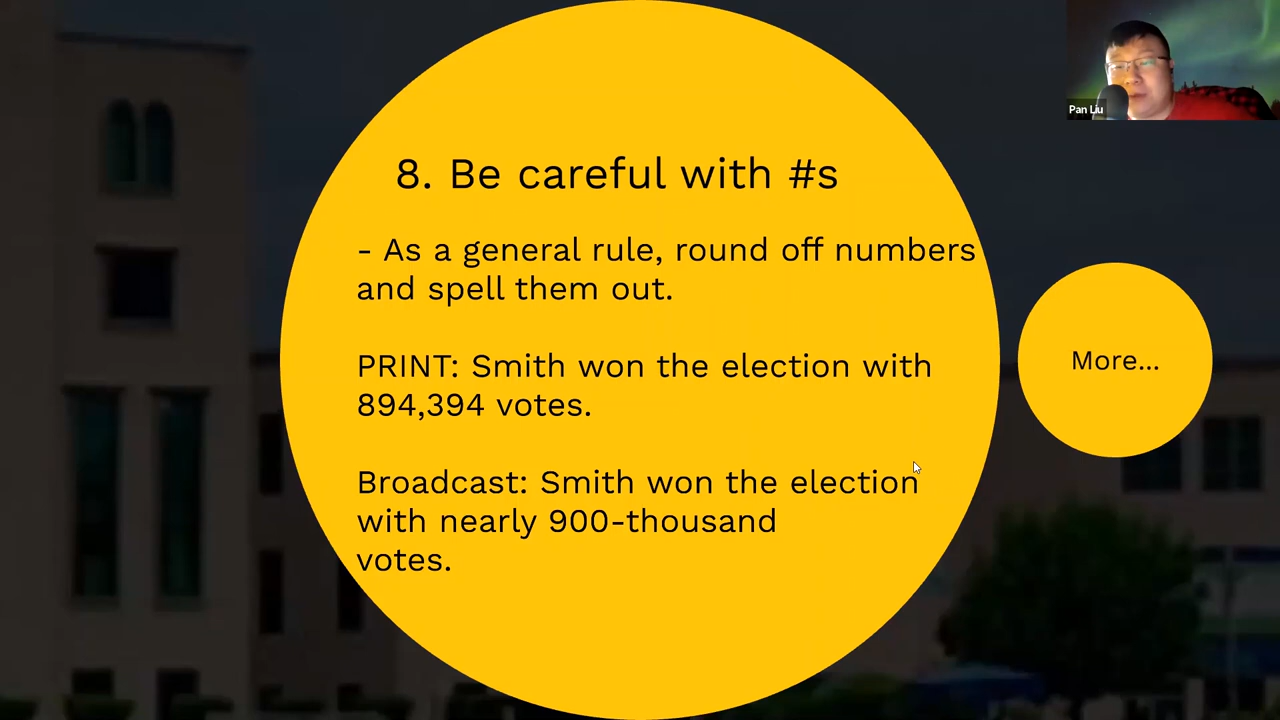 8. Be careful with #s
- As a general rule, round off numbers
and spell them out.
PRINT: Smith won the election with
894,394 votes.
Broadcast: Smith won the election
with nearly 900-thousand
votes.
More...
Pan Liu